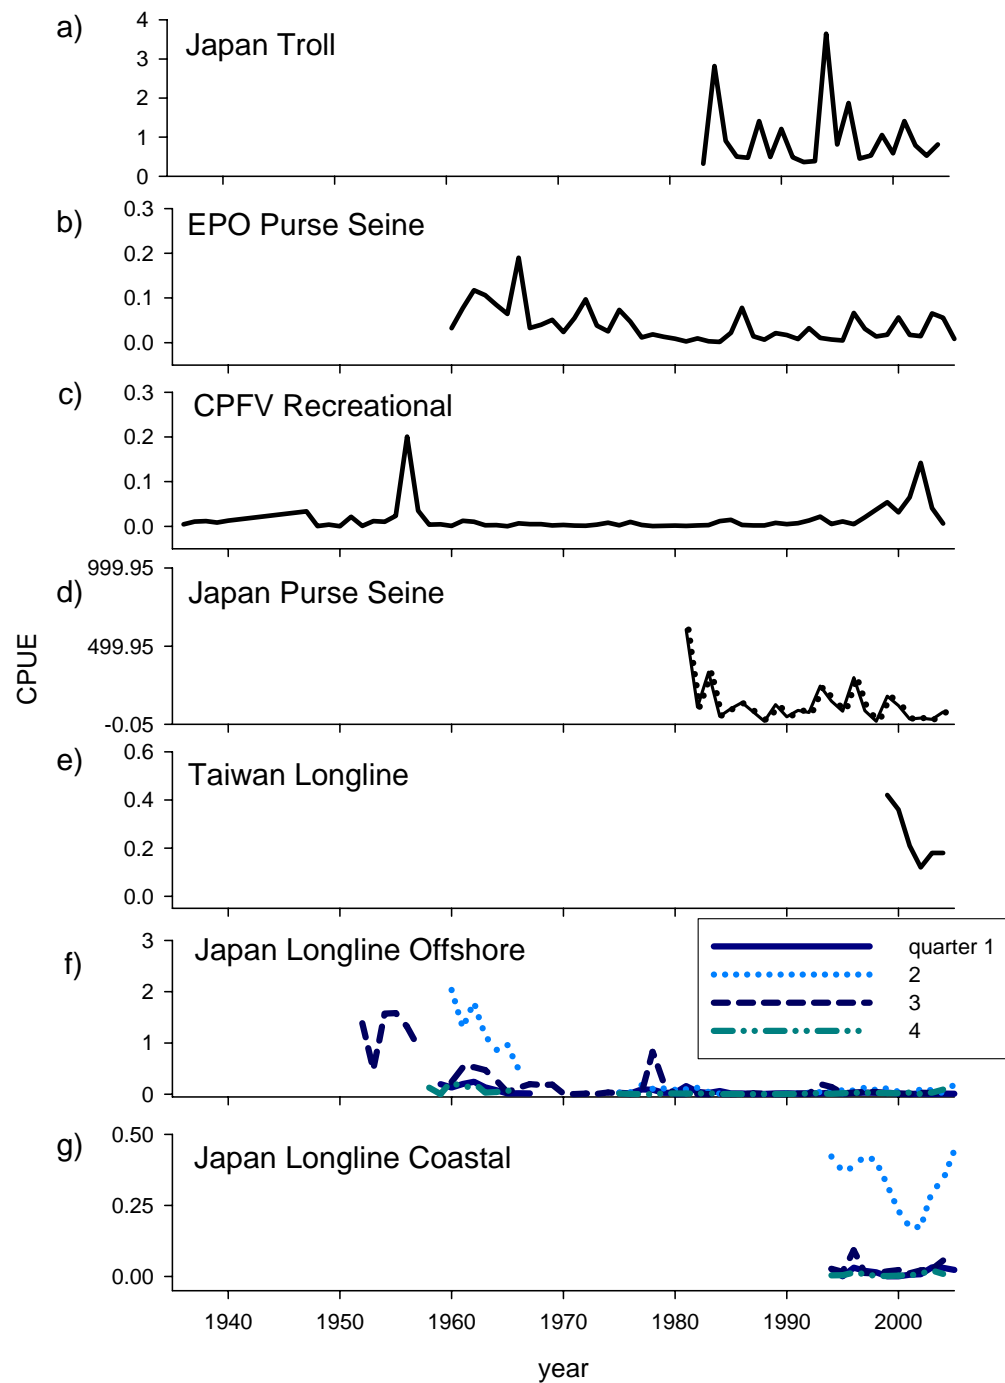 a)
Japan Troll
4
3
2
1
0
b)
EPO Purse Seine
0.3
0.2
0.1
0.0
c)
CPFV Recreational
0.3
0.2
0.1
0.0
d)
Japan Purse Seine
999.95
499.95
-0.05
CPUE
e)
Taiwan Longline
0.6
0.4
0.2
0.0
f)
Japan Longline Offshore
3
2
1
0
quarter 1
2
3
4
g)
Japan Longline Coastal
0.50
0.25
0.00
1940 1950 1960 1970 1980 1990 2000
year